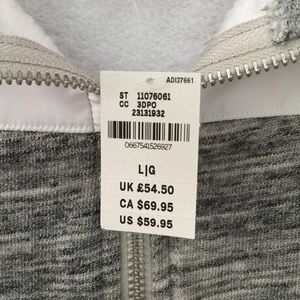 ADI37661
ST 11076061
CC 3DPO
23131932
0667541526927
L|G
UK £54.50
CA $69.95
US $59.95